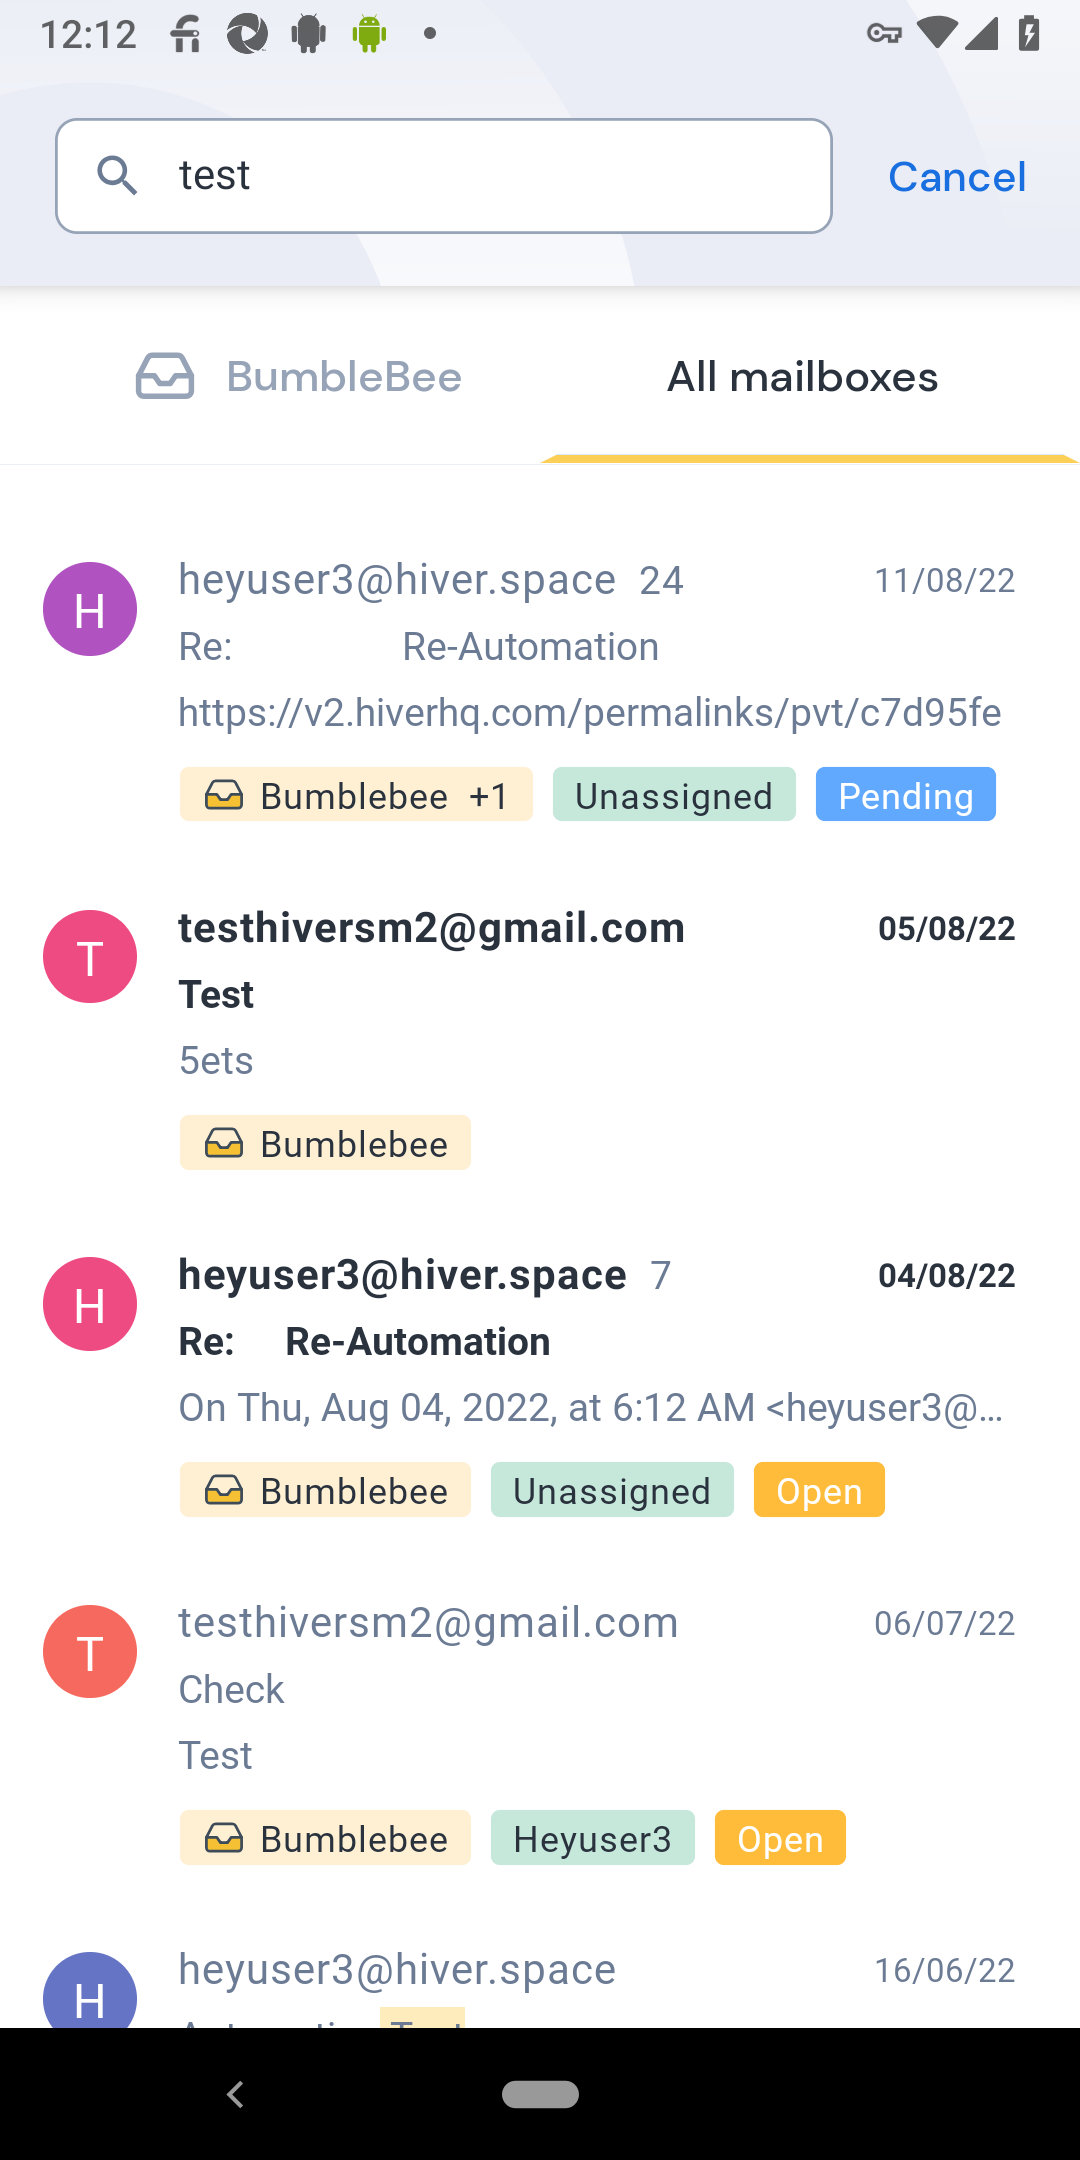 12:12
test
Cancel
BumbleBee
All mailboxes
H
heyuser3@hiver.space 24
11/08/22
Re: Re-Automation
https://v2.hiverhq.com/permalinks/pvt/c7d95fe
Bumblebee +1
Unassigned
Pending
T
testhiversm2@gmail.com
05/08/22
Test
5ets
Bumblebee
H
heyuser3@hiver.space 7
04/08/22
Re: Re-Automation
On Thu, Aug 04, 2022, at 6:12 AM <heyuser3@...
Bumblebee
Unassigned
Open
T
testhiversm2@gmail.com
06/07/22
Check
Test
Bumblebee
Heyuser3
Open
H
heyuser3@hiver.space
16/06/22